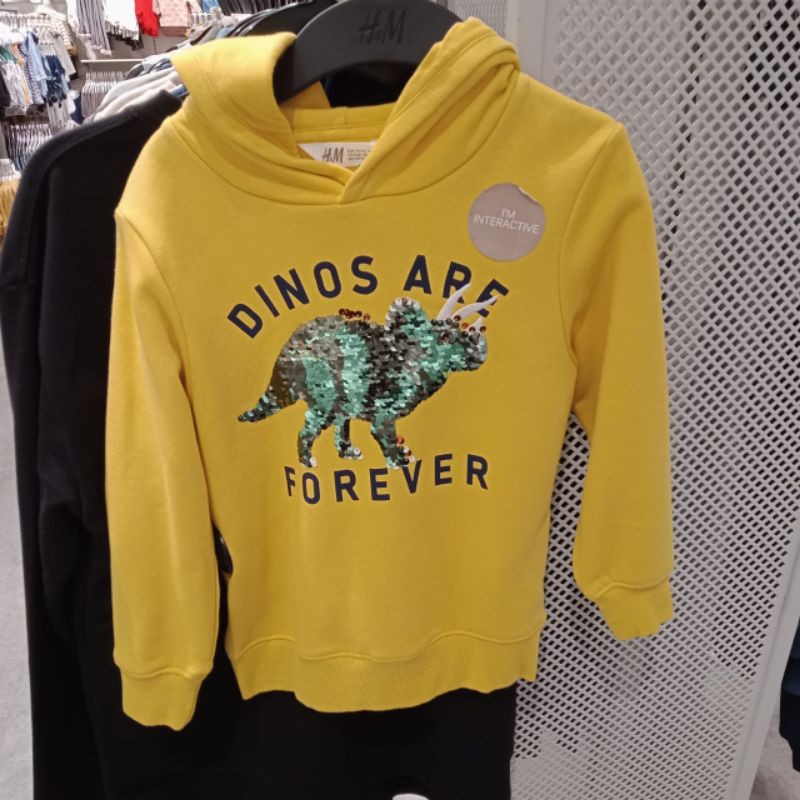 H&M
H&M
I'M
INTERACTIVE
DINOS ARE
FOREVER